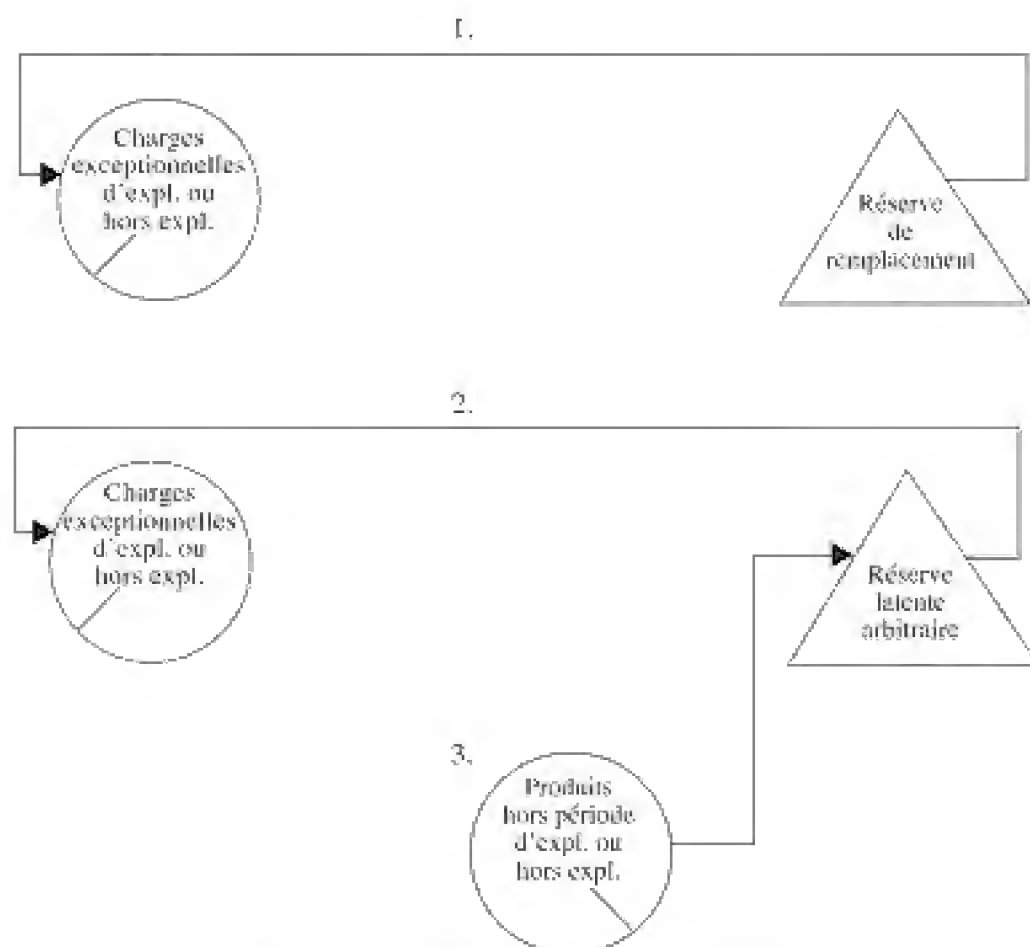 1.
Charges
exceptionnelles
d'expl. ou
hors expl.
Réserve
de
remplacement
2.
Charges
exceptionnelles
d'expl. ou
hors expl.
Réserve
latente
arbitraire
3.
Produits
hors période
d'expl. ou
hors expl.